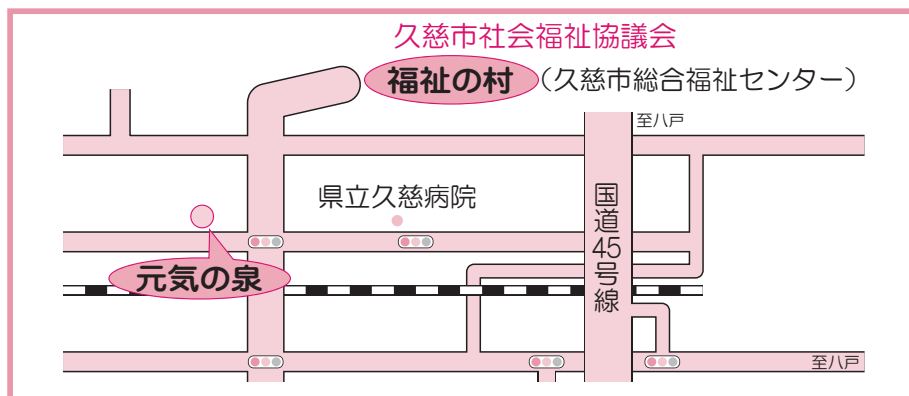 久慈市社会福祉協議会
福祉の村（久慈市総合福祉センター）
至八戸
県立久慈病院
国道45号線
元気の泉
至八戸